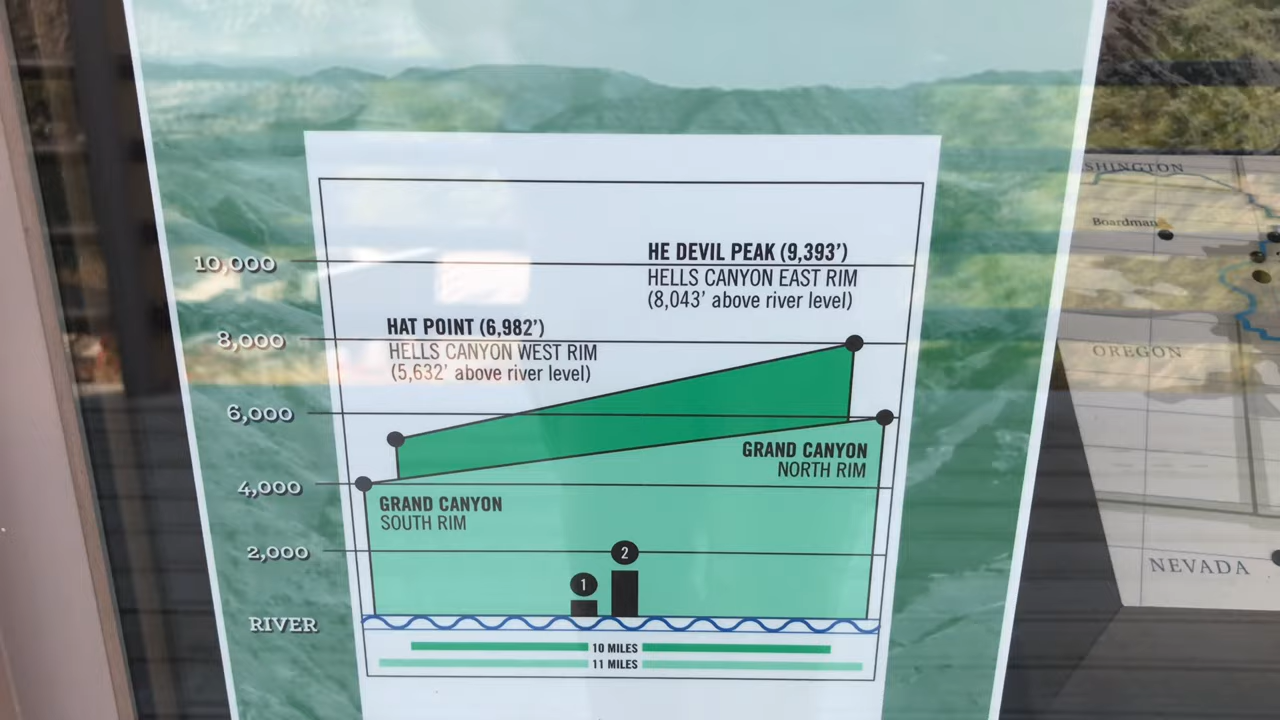 10,000
HE DEVIL PEAK (9,393’)
HELLS CANYON EAST RIM
(8,043’ above river level)
8,000
HAT POINT (6,982’)
HELLS CANYON WEST RIM
(5,632’ above river level)
6,000
GRAND CANYON
NORTH RIM
4,000
GRAND CANYON
SOUTH RIM
2,000
1
2
RIVER
10 MILES
11 MILES
SHINGTON
Boardman
OREGON
NEVADA